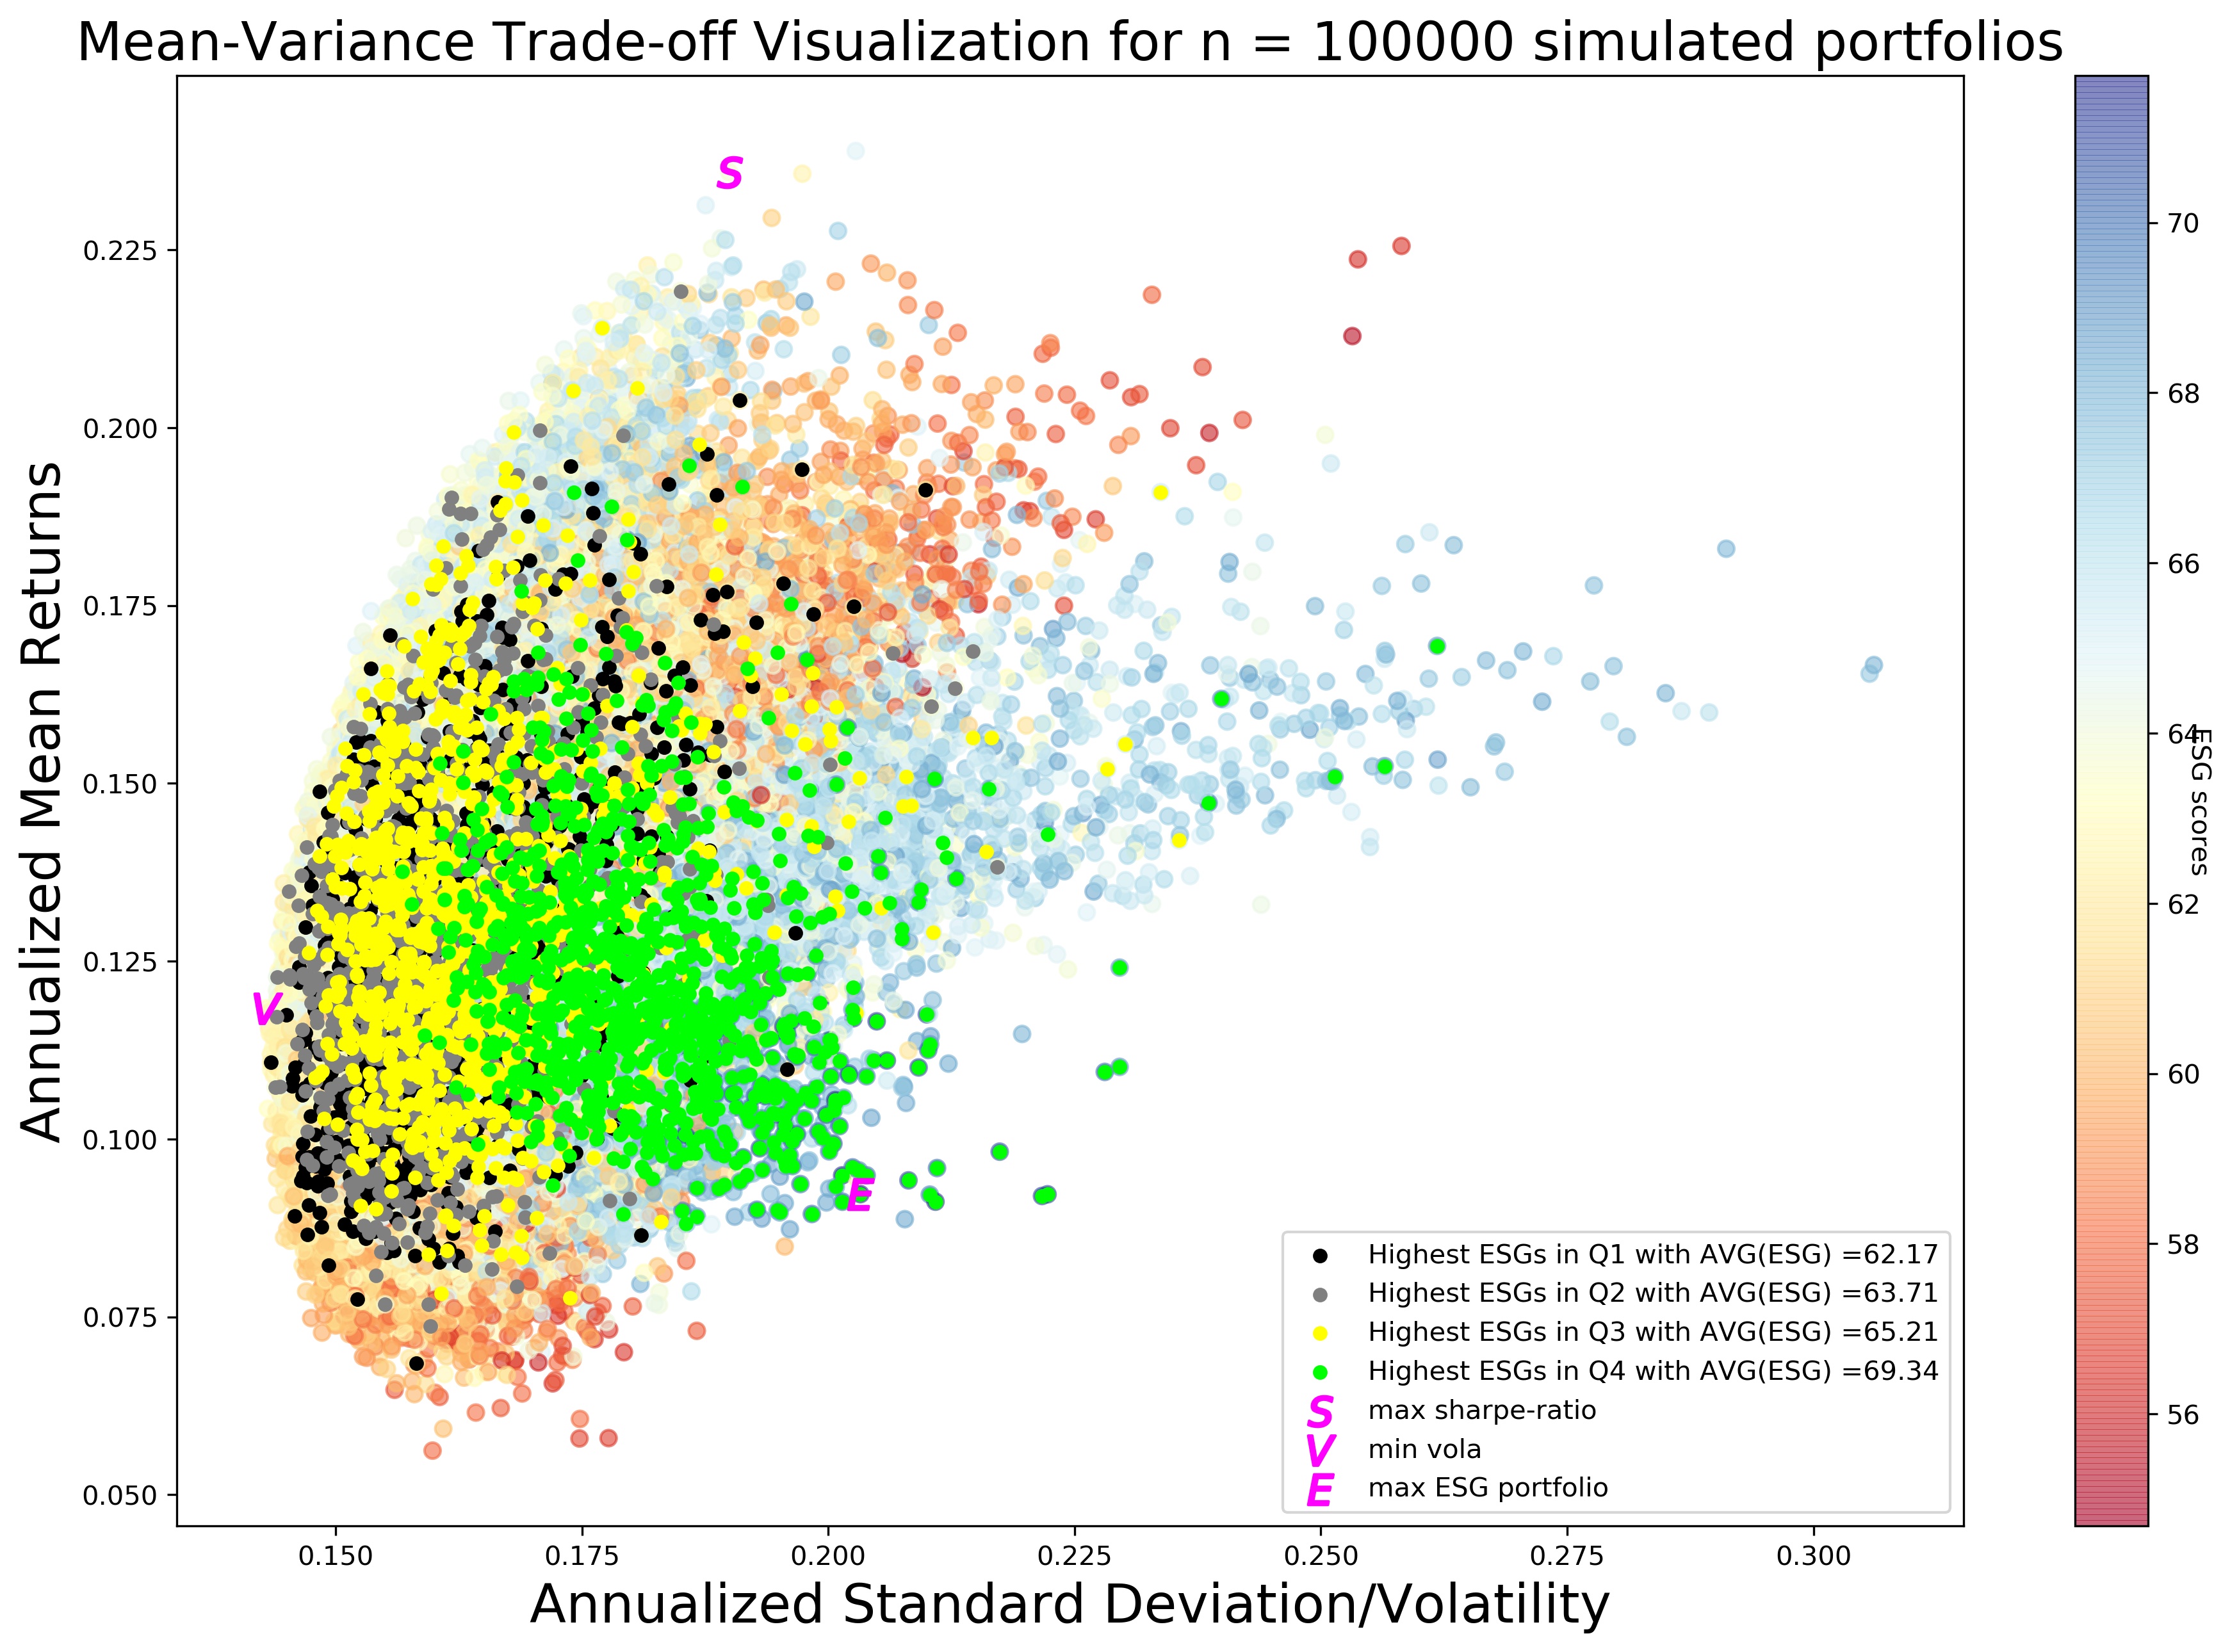 Mean-Variance Trade-off Visualization for n = 100000 simulated portfolios
Annualized Mean Returns
0.225
0.200
0.175
0.150
0.125
0.100
0.075
0.050
S
V
E
Highest ESGs in Q1 with AVG(ESG) =62.17
Highest ESGs in Q2 with AVG(ESG) =63.71
Highest ESGs in Q3 with AVG(ESG) =65.21
Highest ESGs in Q4 with AVG(ESG) =69.34
S max sharpe-ratio
V min vola
E max ESG portfolio
0.150 0.175 0.200 0.225 0.250 0.275 0.300
Annualized Standard Deviation/Volatility
70
68
66
64
62
60
58
56
ESG scores